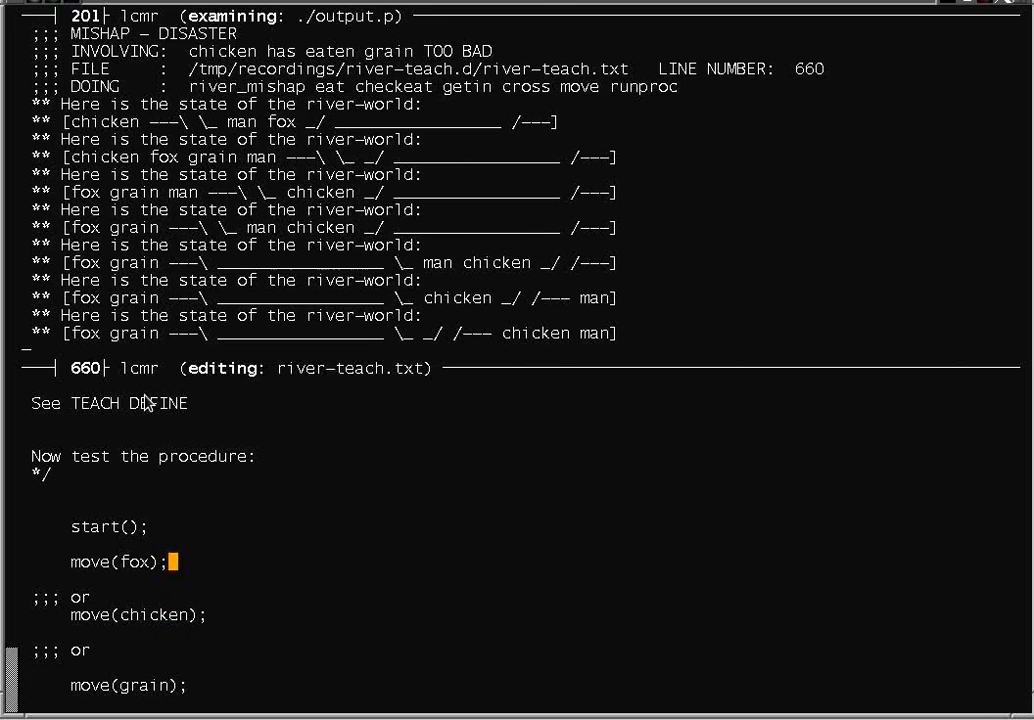 201 lcmr (examining: ./output.p)
;;; MISHAP - DISASTER
;;; INVOLVING: chicken has eaten grain TOO BAD
;;; FILE : /tmp/recordings/river-teach.d/river-teach.txt LINE NUMBER: 660
;;; DOING : river_mishap eat checkeat getin cross move runproc
** Here is the state of the river-world:
** [chicken ---\ \_ man fox _/ _________________ /---]
** Here is the state of the river-world:
** [chicken fox grain man ---\ \_ _/ _________________ /---]
** Here is the state of the river-world:
** [fox grain man ---\ \_ chicken _/ _________________ /---]
** Here is the state of the river-world:
** [fox grain ---\ \_ man chicken _/ _________________ /---]
** Here is the state of the river-world:
** [fox grain ---\ _________________ \_ man chicken _/ /---]
** Here is the state of the river-world:
** [fox grain ---\ _________________ \_ chicken _/ /--- man]
** Here is the state of the river-world:
** [fox grain ---\ _________________ \_ _/ /--- chicken man]
660 lcmr (editing: river-teach.txt)
See TEACH DEFINE
Now test the procedure:
*/
start();
move(fox);
;;; or
move(chicken);
;;; or
move(grain);